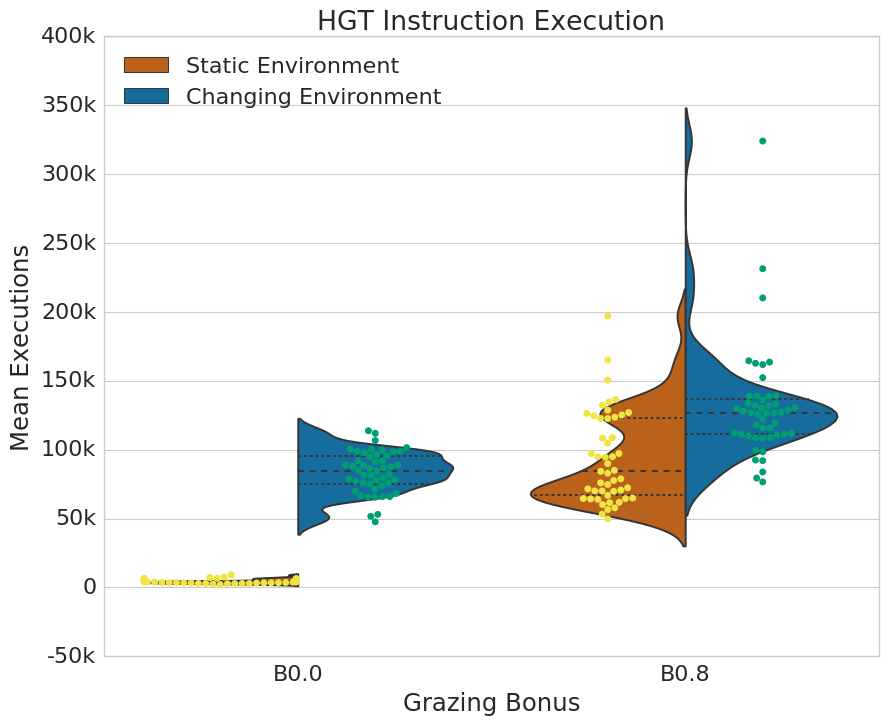 HGT Instruction Execution
400k
350k
300k
250k
200k
150k
100k
50k
0
-50k
Mean Executions
Static Environment
Changing Environment
B0.0
B0.8
Grazing Bonus